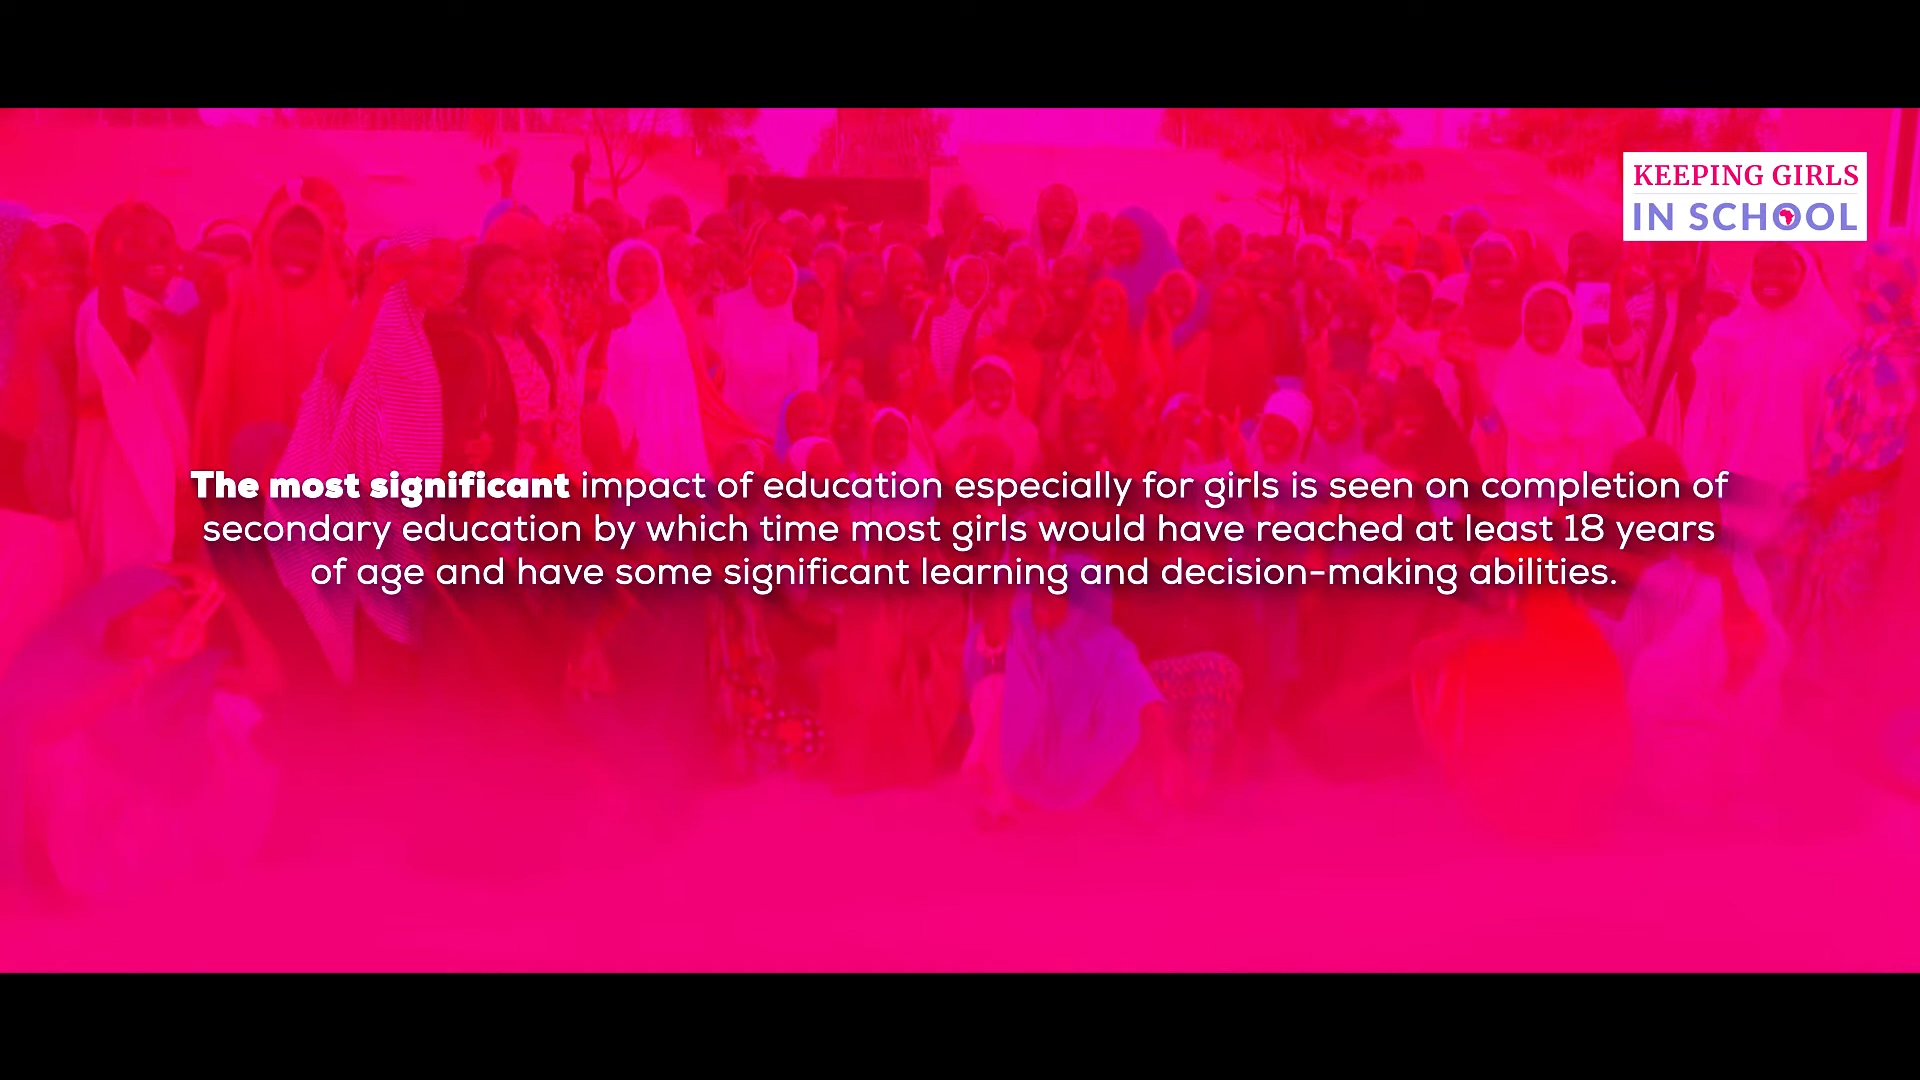 KEEPING GIRLS
IN SCHOOL
The most significant impact of education especially for girls is seen on completion of
secondary education by which time most girls would have reached at least 18 years
of age and have some significant learning and decision-making abilities.